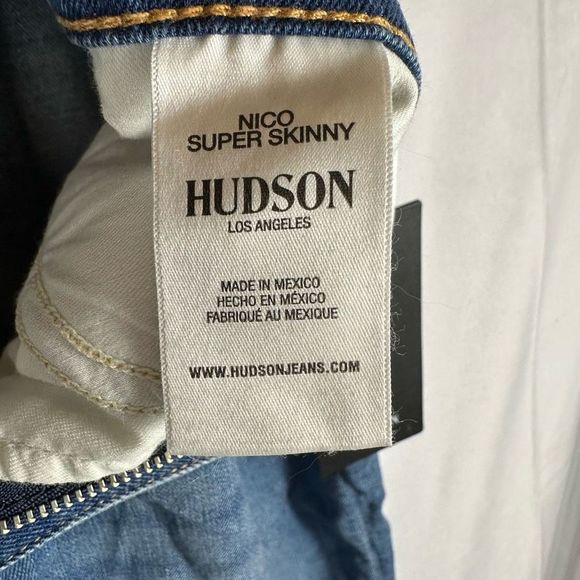 NICO
SUPER SKINNY
HUDSON
LOS ANGELES
MADE IN MEXICO
HECHO EN MÉXICO
FABRIQUÉ AU MEXIQUE
WWW.HUDSONJEANS.COM